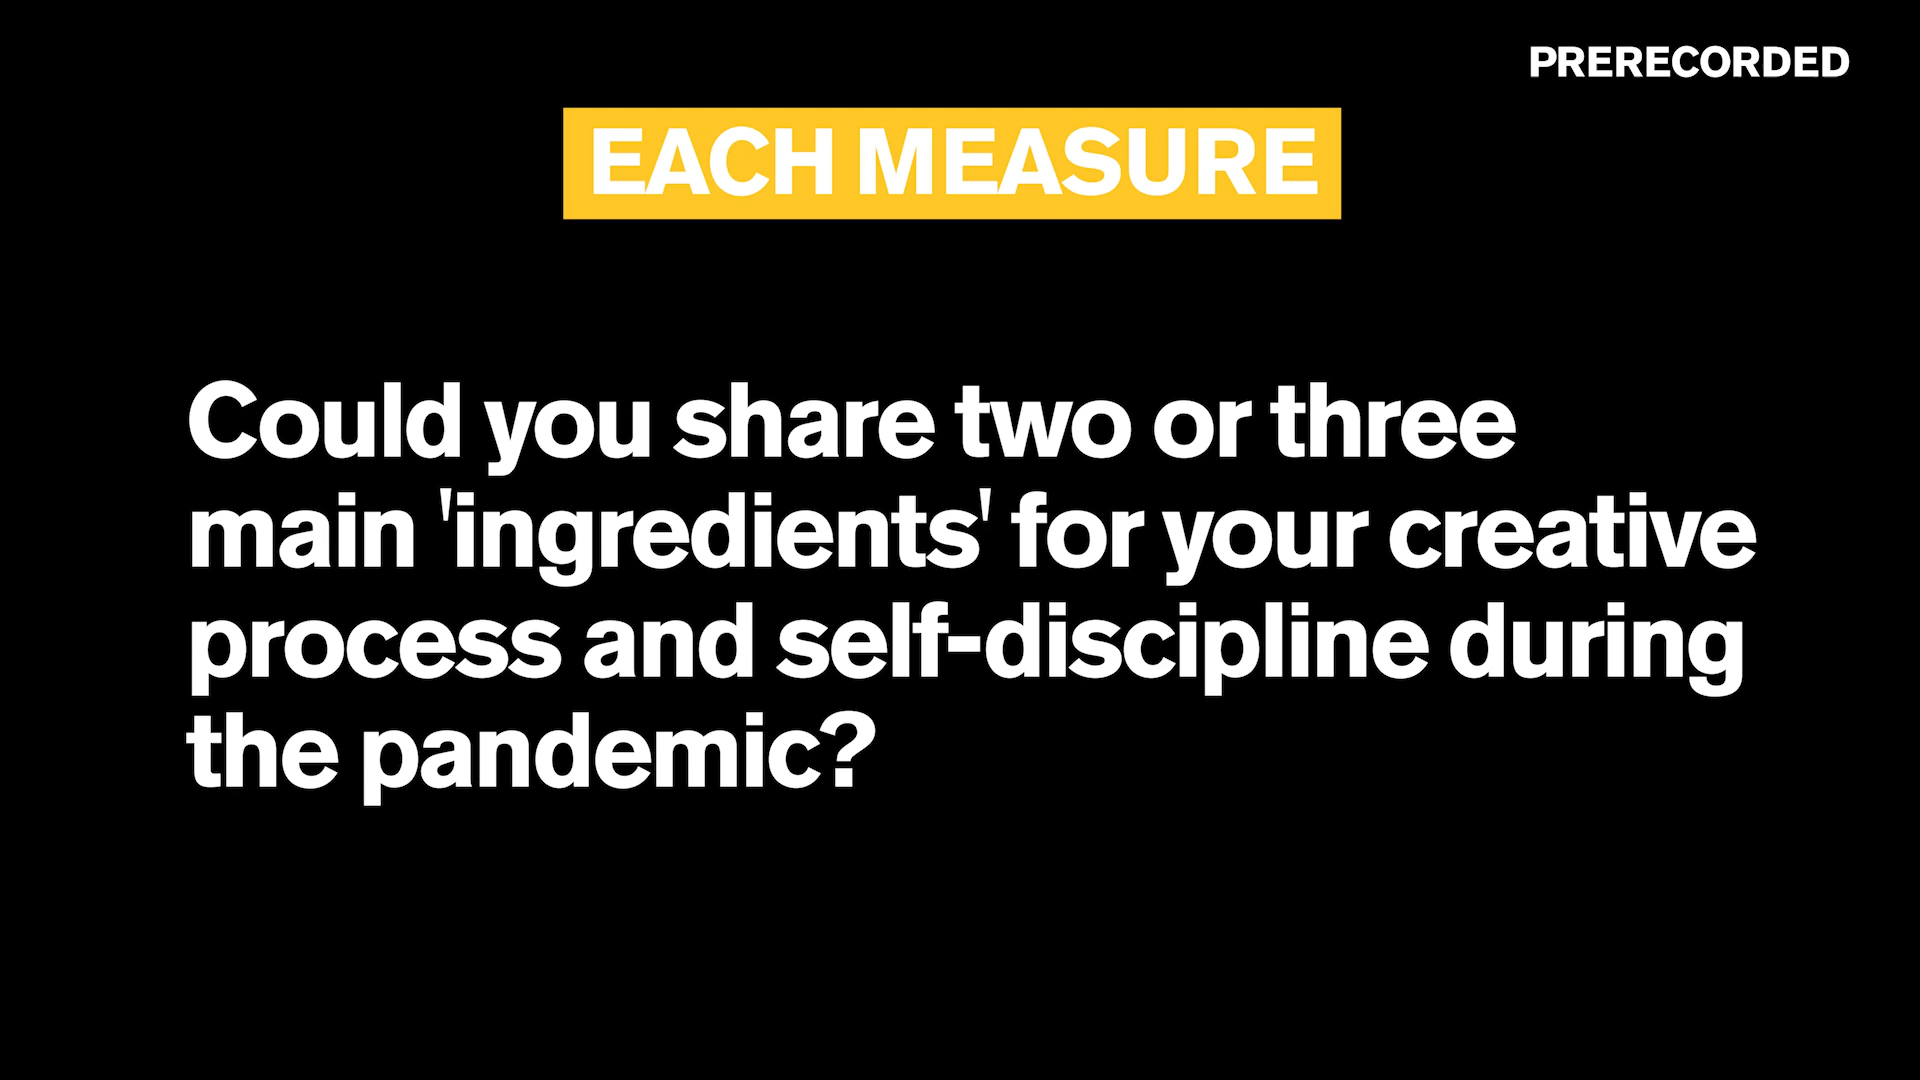 PRERECORDED
EACH MEASURE
Could you share two or three
main 'ingredients' for your creative
process and self-discipline during
the pandemic?